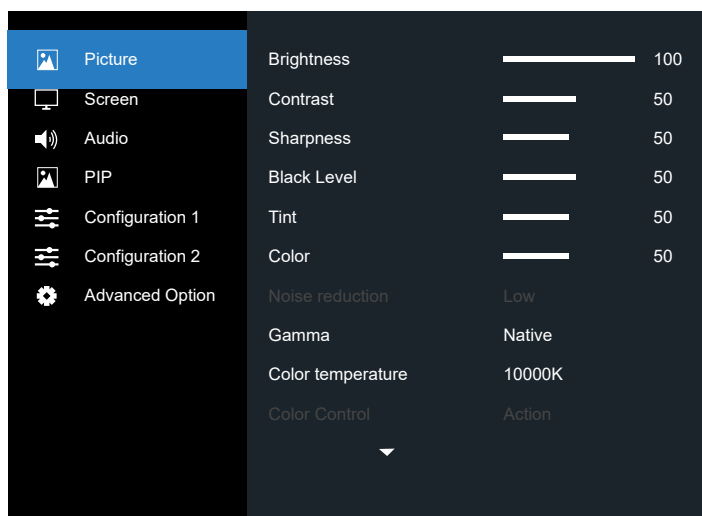 Picture
Screen
Audio
PIP
Configuration 1
Configuration 2
Advanced Option
Brightness 100
Contrast 50
Sharpness 50
Black Level 50
Tint 50
Color 50
Noise reduction Low
Gamma Native
Color temperature 10000K
Color Control Action